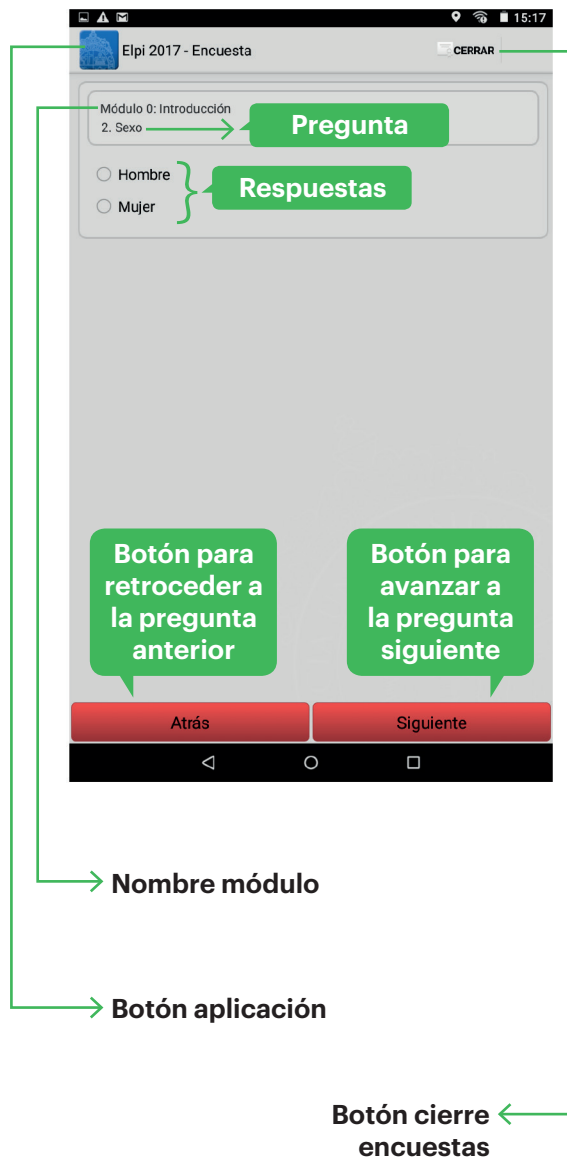 15:17
Elpi 2017 - Encuesta
CERRAR
Módulo 0: Introducción
2. Sexo
Pregunta
Hombre
Mujer
Respuestas
Botón para
retroceder a
la pregunta
anterior
Botón para
avanzar a
la pregunta
siguiente
Atrás
Siguiente
Nombre módulo
Botón aplicación
Botón cierre
encuestas